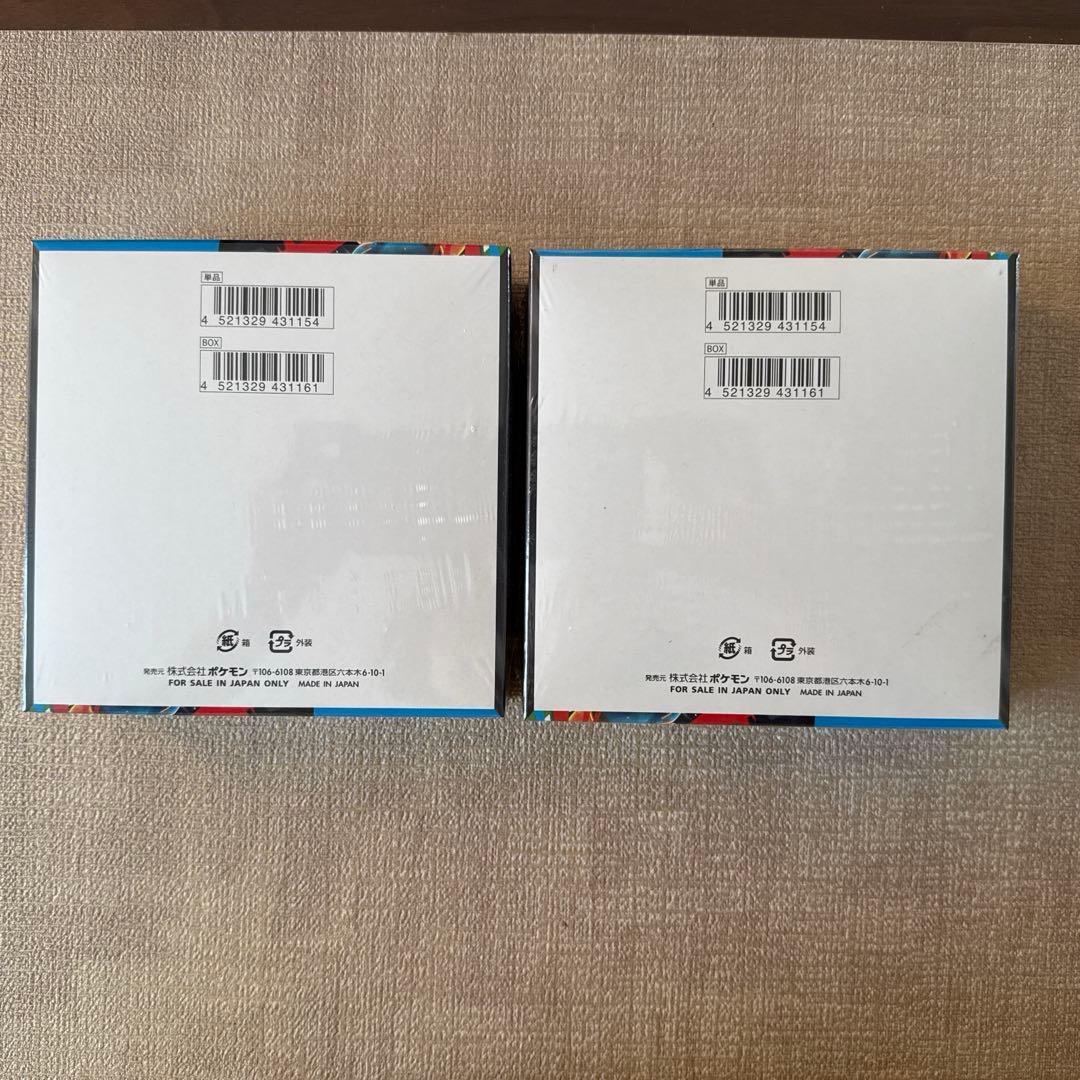 単品
4 521329 431154
BOX
4 521329 431161
紙 箱 プラ 外装
発売元 株式会社ポケモン 〒106-6108 東京都港区六本木6-10-1
FOR SALE IN JAPAN ONLY MADE IN JAPAN
単品
4 521329 431154
BOX
4 521329 431161
紙 箱 プラ 外装
発売元 株式会社ポケモン 〒106-6108 東京都港区六本木6-10-1
FOR SALE IN JAPAN ONLY MADE IN JAPAN